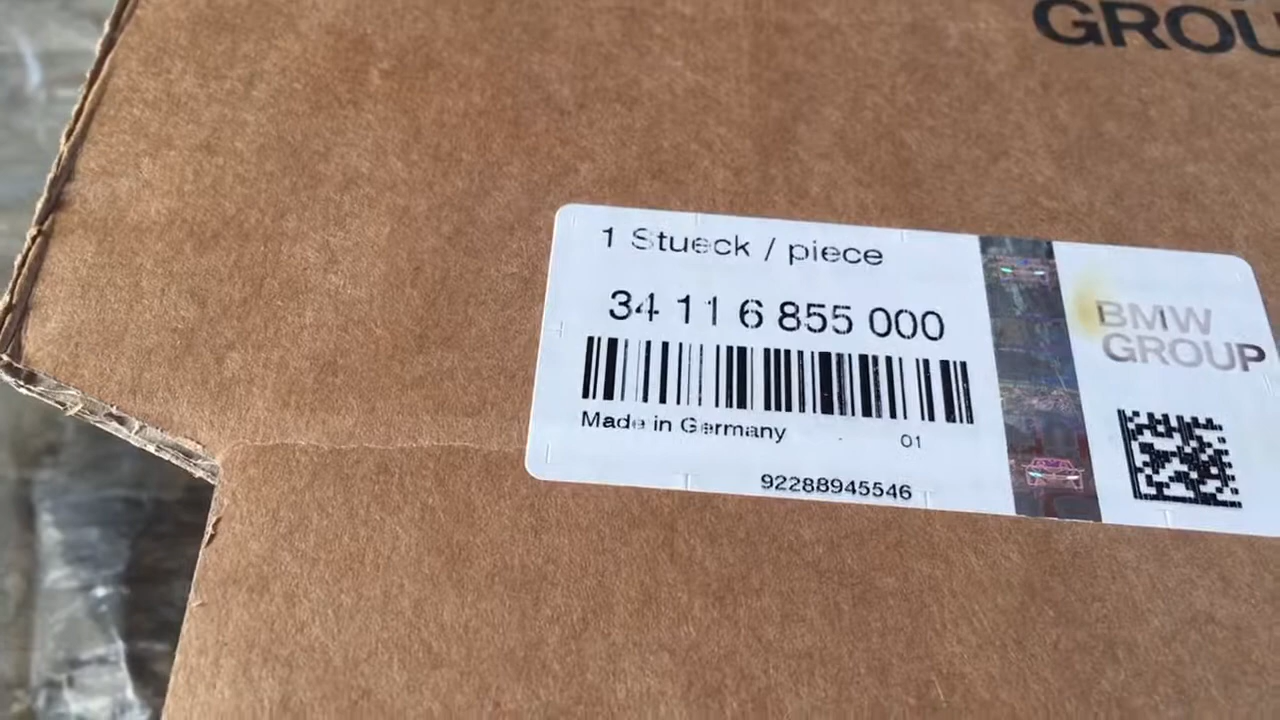 GROU
1 Stueck / piece
34 11 6 855 000
Made in Germany
01
92288945546
BMW
GROUP